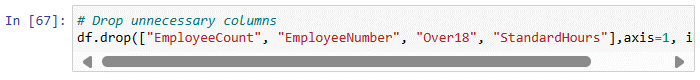 In [67]: # Drop unnecessary columns
df.drop(["EmployeeCount", "EmployeeNumber", "Over18", "StandardHours"],axis=1, i